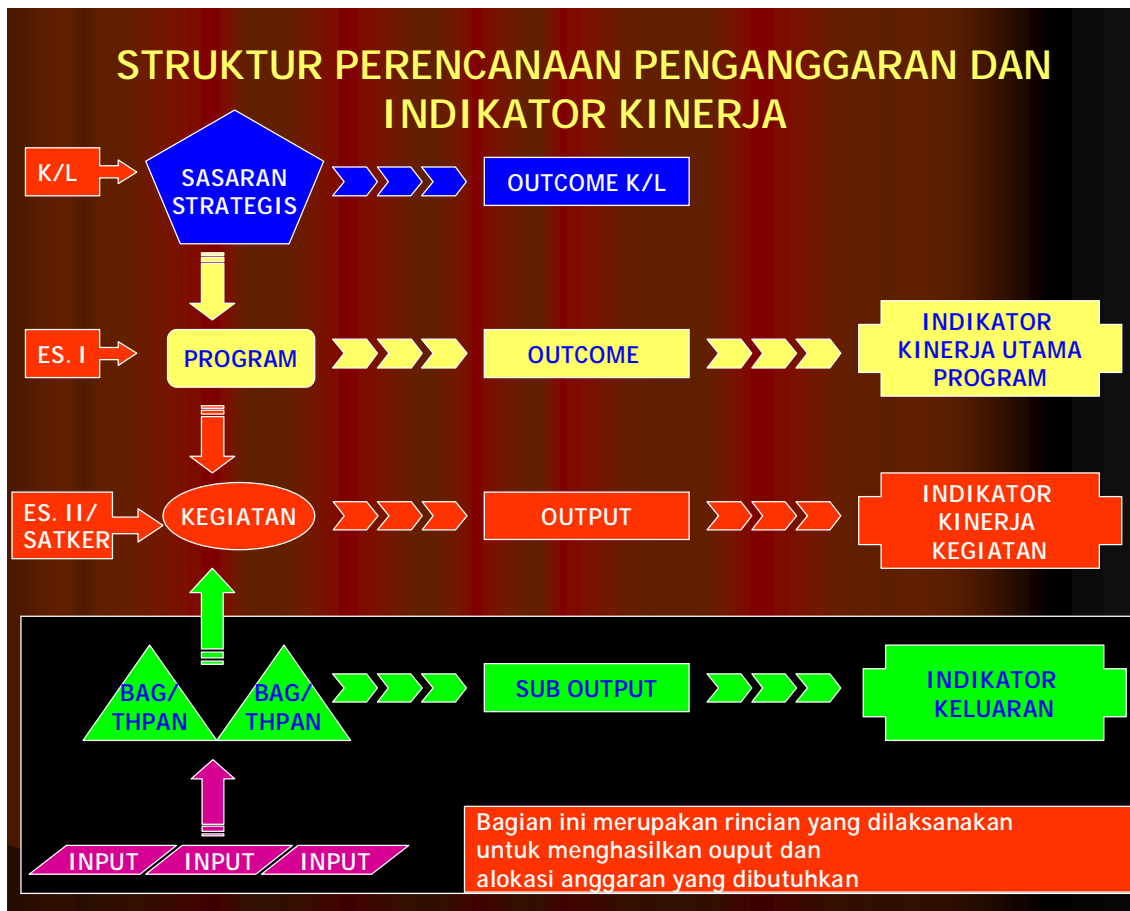 STRUKTUR PERENCANAAN PENGANGGARAN DAN
INDIKATOR KINERJA
K/L
SASARAN
STRATEGIS
OUTCOME K/L
ES. I
PROGRAM
OUTCOME
INDIKATOR
KINERJA UTAMA
PROGRAM
ES. II/
SATKER
KEGIATAN
OUTPUT
INDIKATOR
KINERJA
KEGIATAN
BAG/
THPAN
BAG/
THPAN
SUB OUTPUT
INDIKATOR
KELUARAN
INPUT
INPUT
INPUT
Bagian ini merupakan rincian yang dilaksanakan
untuk menghasilkan ouput dan
alokasi anggaran yang dibutuhkan